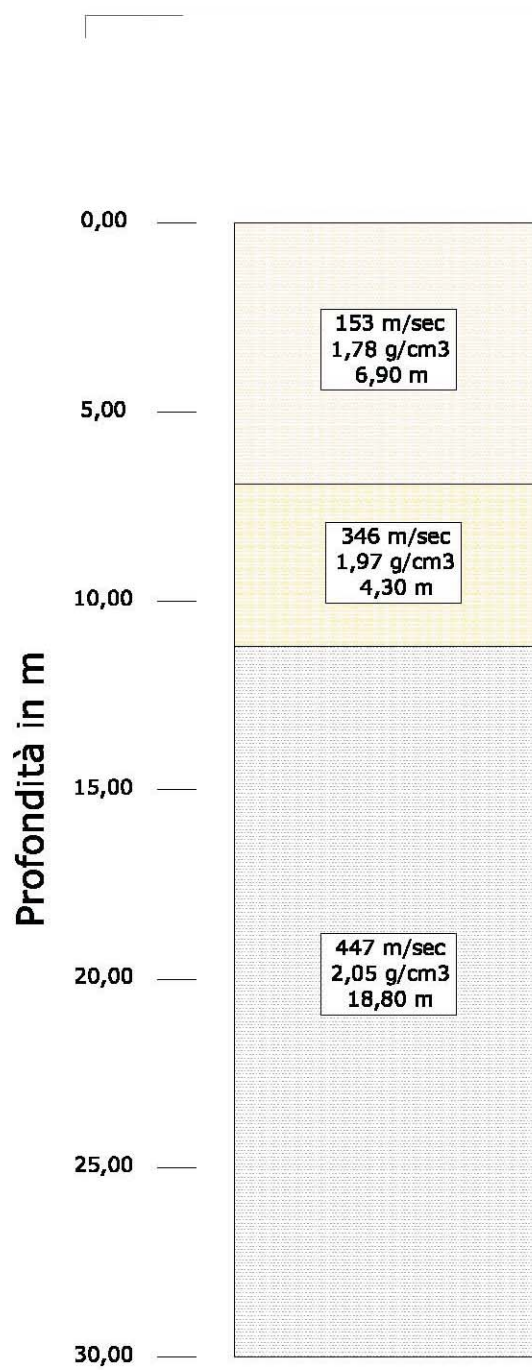 0,00
153 m/sec
1,78 g/cm3
6,90 m
5,00
346 m/sec
1,97 g/cm3
4,30 m
10,00
Profondità in m
15,00
447 m/sec
2,05 g/cm3
18,80 m
20,00
25,00
30,00